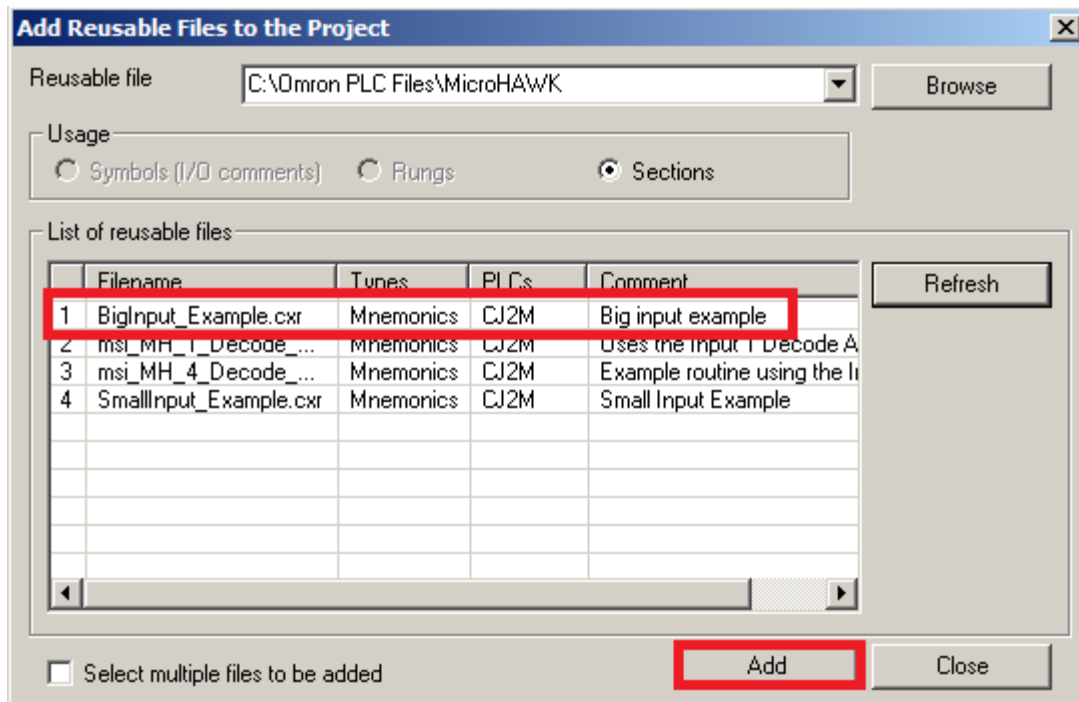 Add Reusable Files to the Project
Reusable file C:\Omron PLC Files\MicroHAWK Browse
Usage
Symbols (I/O comments) Rungs Sections
List of reusable files
Filename Types PLCs Comment Refresh
1 BigInput_Example.cxr Mnemonics CJ2M Big input example
2 msi_MH_1_Decode_... Mnemonics CJ2M Uses the Input 1 Decode A
3 msi_MH_4_Decode_... Mnemonics CJ2M Example routine using the
4 SmallInput_Example.cxr Mnemonics CJ2M Small Input Example
Select multiple files to be added Add Close